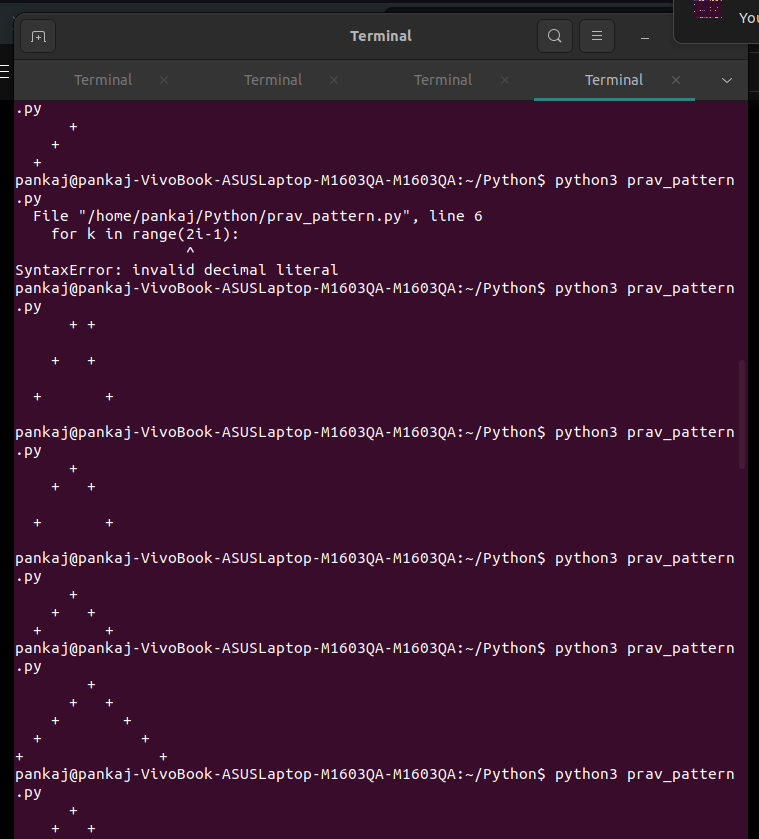 You
Terminal
Terminal Terminal Terminal Terminal
.py
      +
    +
  +
pankaj@pankaj-VivoBook-ASUSLaptop-M1603QA-M1603QA:~/Python$ python3 prav_pattern
.py
  File "/home/pankaj/Python/prav_pattern.py", line 6
    for k in range(2i-1):
                   ^
SyntaxError: invalid decimal literal
pankaj@pankaj-VivoBook-ASUSLaptop-M1603QA-M1603QA:~/Python$ python3 prav_pattern
.py
      + +
    +   +
  +       +
pankaj@pankaj-VivoBook-ASUSLaptop-M1603QA-M1603QA:~/Python$ python3 prav_pattern
.py
      +
    +   +
  +       +
pankaj@pankaj-VivoBook-ASUSLaptop-M1603QA-M1603QA:~/Python$ python3 prav_pattern
.py
      +
    +   +
  +       +
pankaj@pankaj-VivoBook-ASUSLaptop-M1603QA-M1603QA:~/Python$ python3 prav_pattern
.py
        +
      +   +
    +       +
  +           +
+               +
pankaj@pankaj-VivoBook-ASUSLaptop-M1603QA-M1603QA:~/Python$ python3 prav_pattern
.py
      +
    +   +